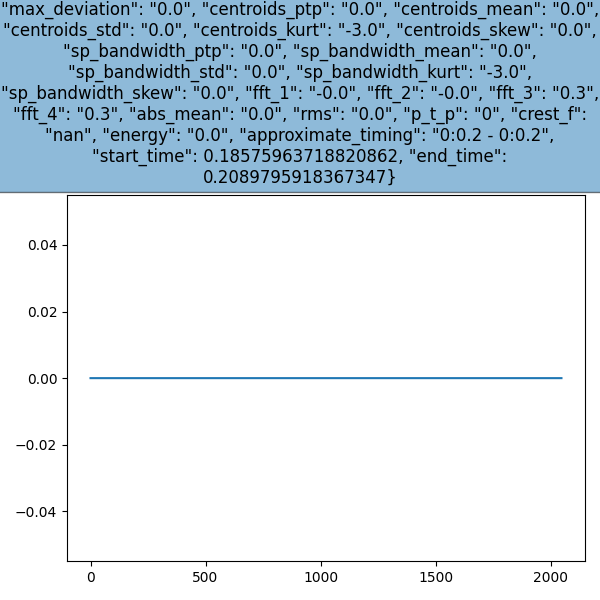 "max_deviation": "0.0", "centroids_ptp": "0.0", "centroids_mean": "0.0",
"centroids_std": "0.0", "centroids_kurt": "-3.0", "centroids_skew": "0.0",
"sp_bandwidth_ptp": "0.0", "sp_bandwidth_mean": "0.0",
"sp_bandwidth_std": "0.0", "sp_bandwidth_kurt": "-3.0",
"sp_bandwidth_skew": "0.0", "fft_1": "-0.0", "fft_2": "-0.0", "fft_3": "0.3",
"fft_4": "0.3", "abs_mean": "0.0", "rms": "0.0", "p_t_p": "0", "crest_f":
"nan", "energy": "0.0", "approximate_timing": "0:0.2 - 0:0.2",
"start_time": 0.18575963718820862, "end_time":
0.2089795918367347}
0.04
0.02
0.00
−0.02
−0.04
0 500 1000 1500 2000